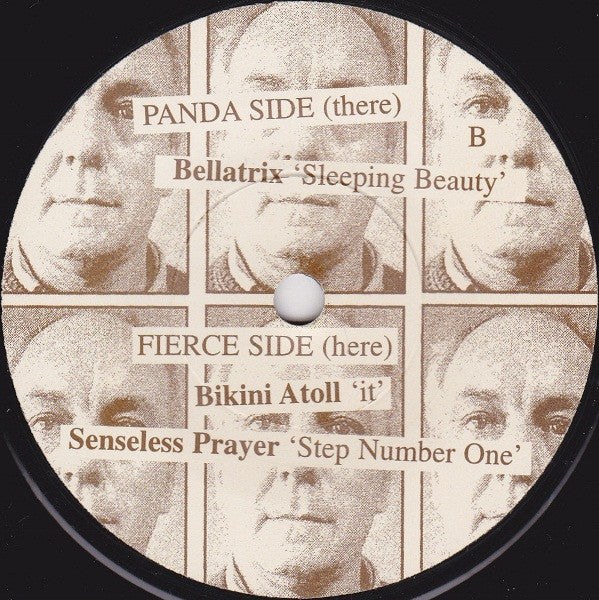 PANDA SIDE (there)
B
Bellatrix ‘Sleeping Beauty’
FIERCE SIDE (here)
Bikini Atoll ‘it’
Senseless Prayer ‘Step Number One’